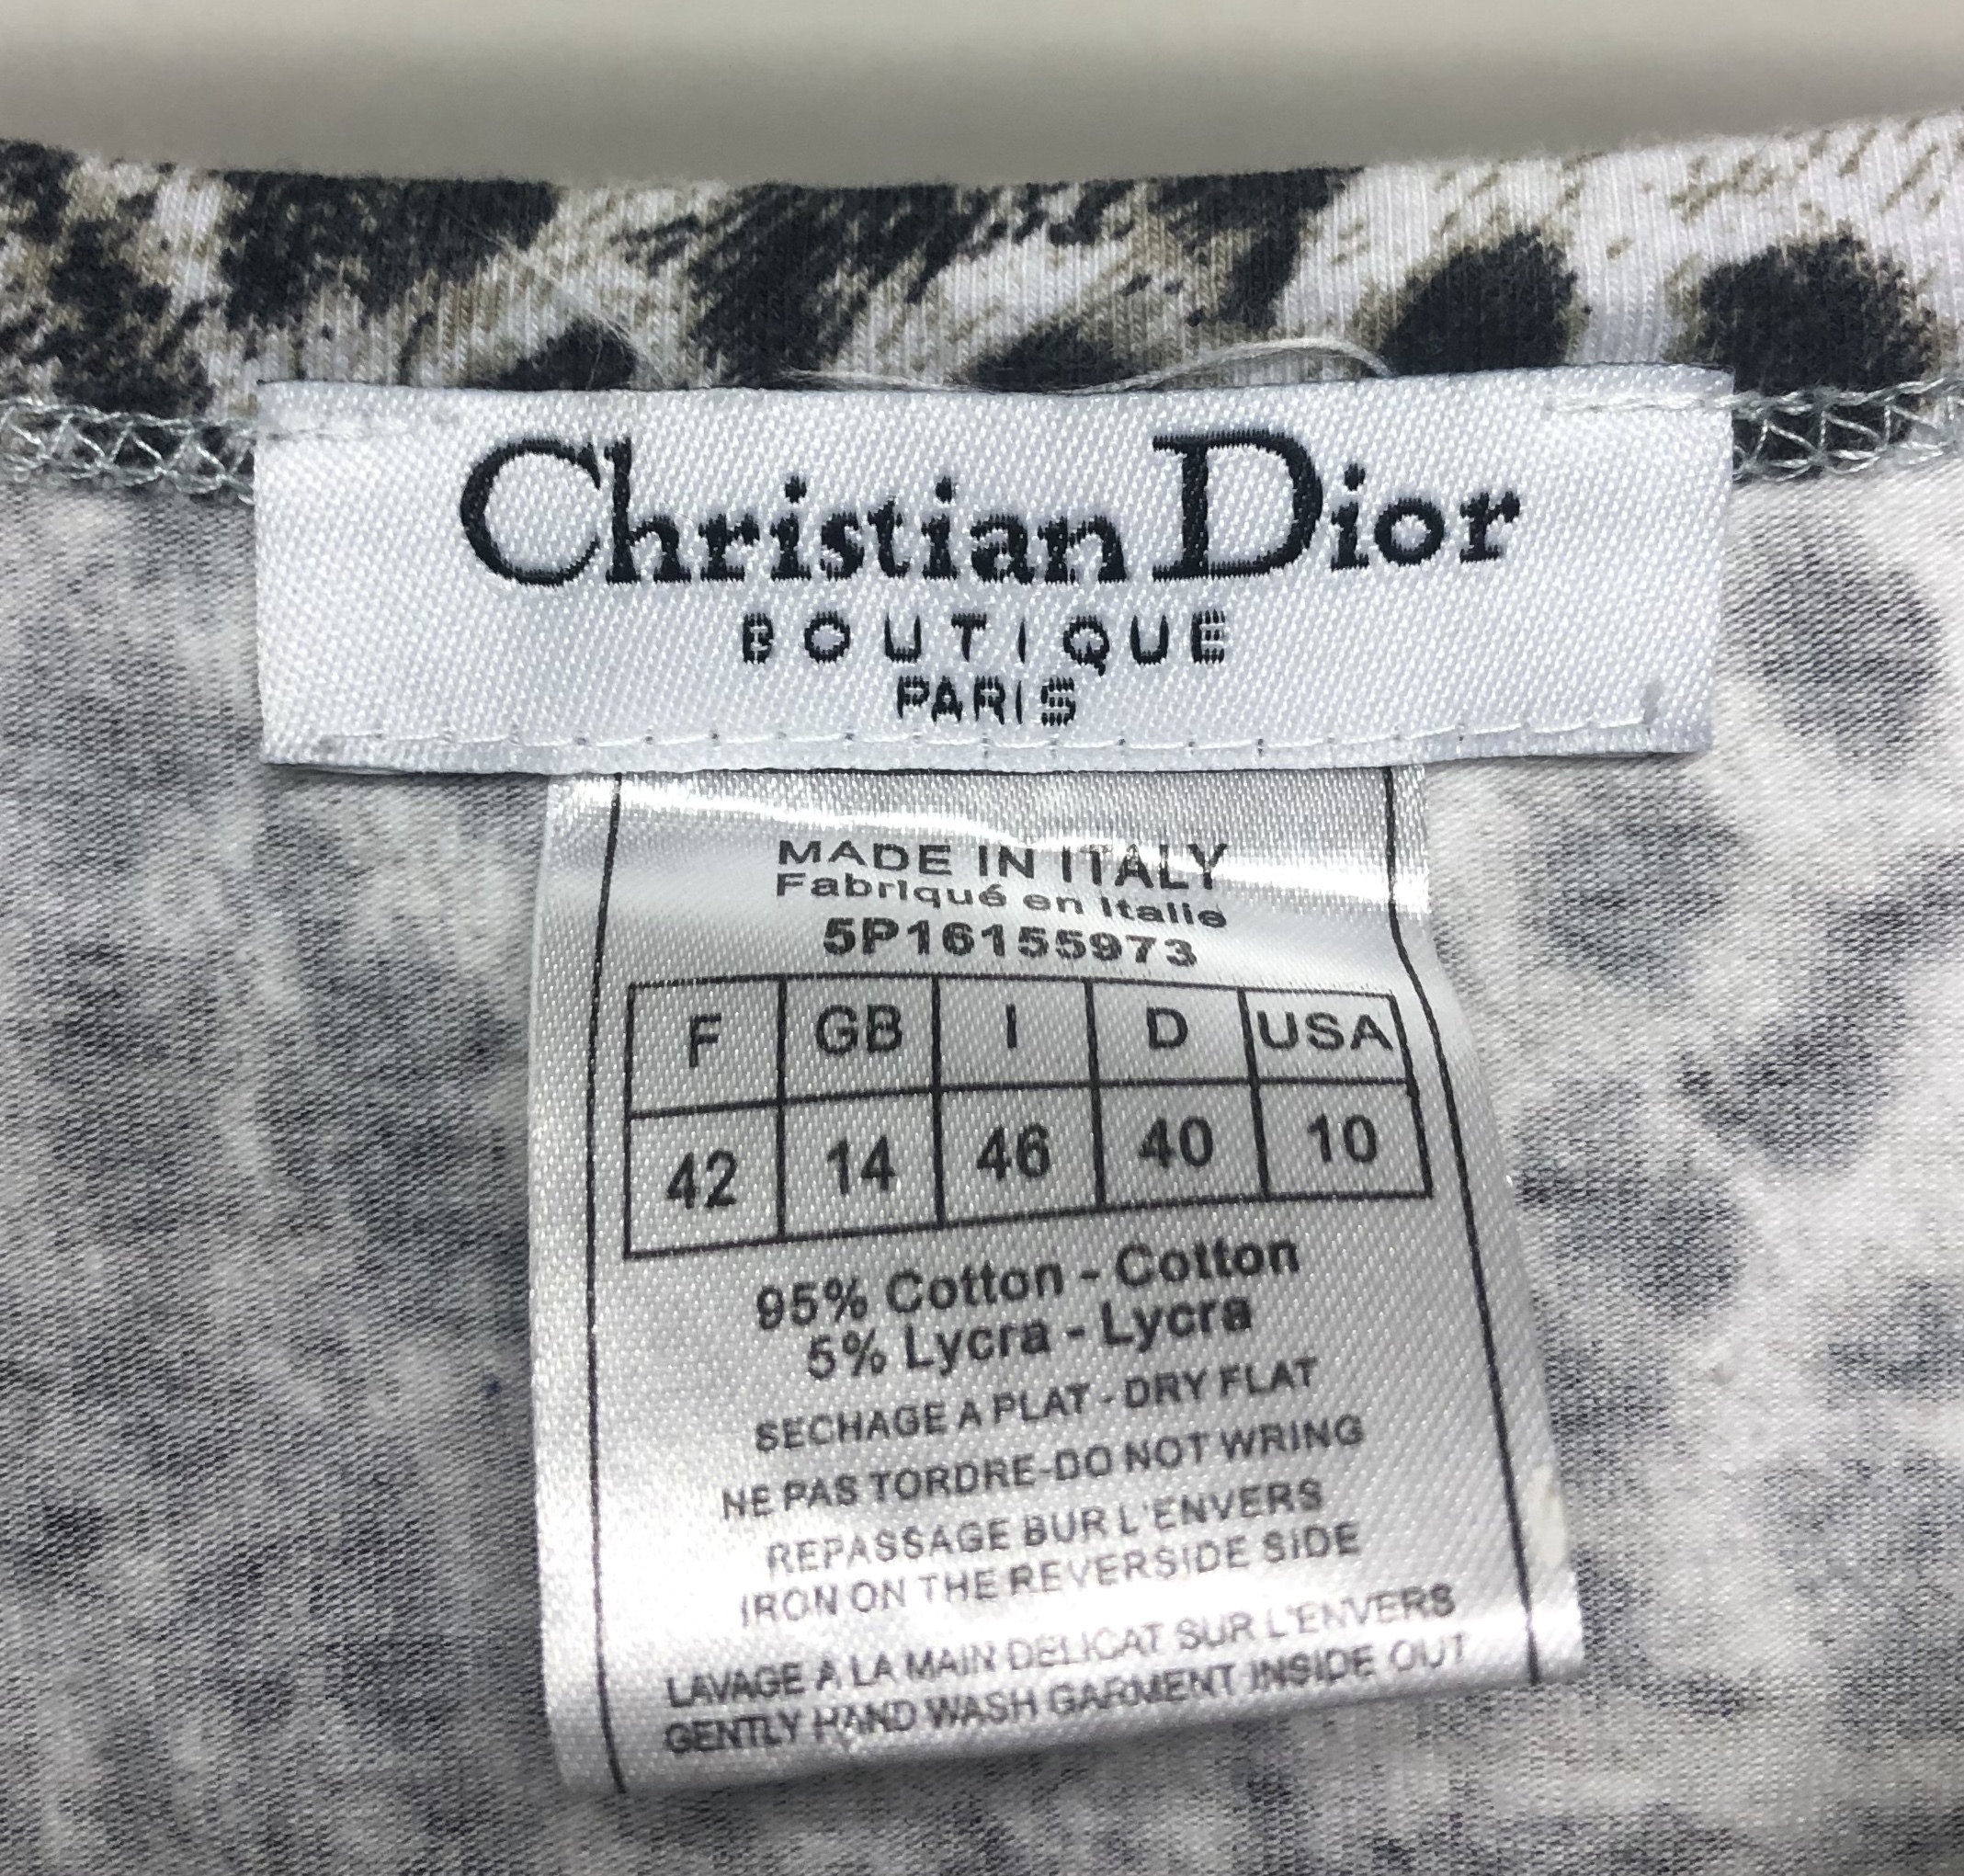 Christian Dior
BOUTIQUE
PARIS
MADE IN ITALY
Fabriqué en Italie
5P16155973
F GB I D USA
42 14 46 40 10
95% Cotton - Cotton
5% Lycra - Lycra
SECHAGE A PLAT - DRY FLAT
NE PAS TORDRE-DO NOT WRING
REPASSAGE BUR L'ENVERS
IRON ON THE REVERSIDE SIDE
LAVAGE A LA MAIN DELICAT SUR L'ENVERS
GENTLY HAND WASH GARMENT INSIDE OUT